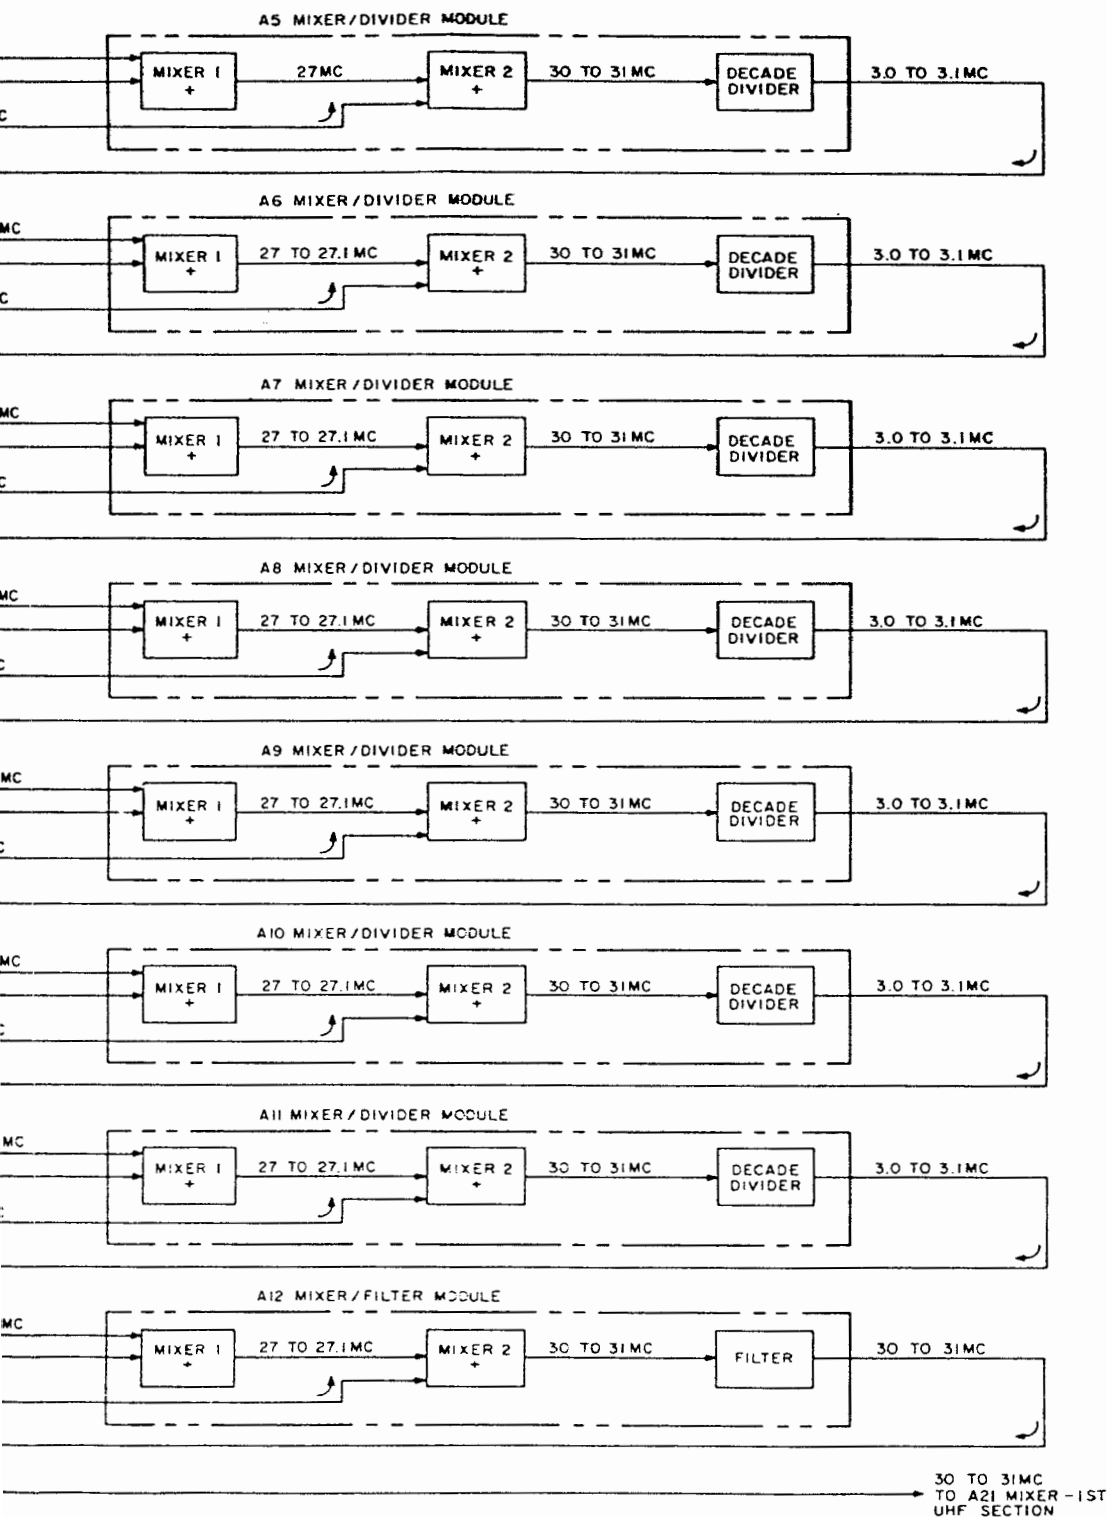 A5 MIXER/DIVIDER MODULE
MIXER 1
+
27MC
MIXER 2
+
30 TO 31MC
DECADE
DIVIDER
3.0 TO 3.1MC
C
A6 MIXER/DIVIDER MODULE
MC
MIXER 1
+
27 TO 27.1MC
MIXER 2
+
30 TO 31MC
DECADE
DIVIDER
3.0 TO 3.1MC
C
A7 MIXER/DIVIDER MODULE
MC
MIXER 1
+
27 TO 27.1MC
MIXER 2
+
30 TO 31MC
DECADE
DIVIDER
3.0 TO 3.1MC
C
A8 MIXER/DIVIDER MODULE
MC
MIXER 1
+
27 TO 27.1MC
MIXER 2
+
30 TO 31MC
DECADE
DIVIDER
3.0 TO 3.1MC
C
A9 MIXER/DIVIDER MODULE
MC
MIXER 1
+
27 TO 27.1MC
MIXER 2
+
30 TO 31MC
DECADE
DIVIDER
3.0 TO 3.1MC
C
A10 MIXER/DIVIDER MODULE
MC
MIXER 1
+
27 TO 27.1MC
MIXER 2
+
30 TO 31MC
DECADE
DIVIDER
3.0 TO 3.1MC
C
A11 MIXER/DIVIDER MODULE
MC
MIXER 1
+
27 TO 27.1MC
MIXER 2
+
30 TO 31MC
DECADE
DIVIDER
3.0 TO 3.1MC
A12 MIXER/FILTER MODULE
MC
MIXER 1
+
27 TO 27.1MC
MIXER 2
+
30 TO 31MC
FILTER
30 TO 31MC
30 TO 31MC
TO A21 MIXER-1ST
UHF SECTION